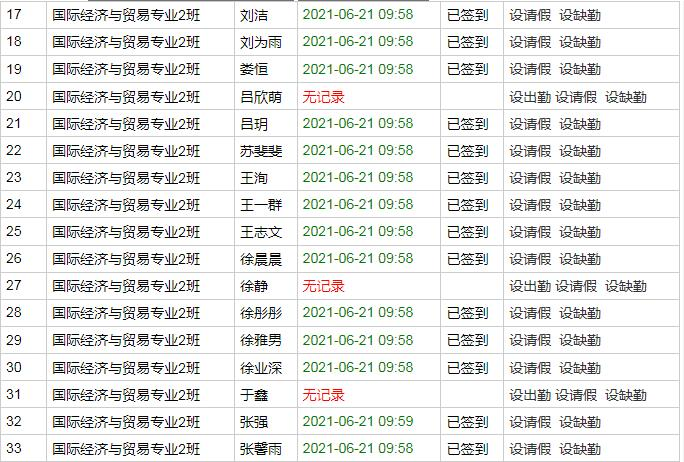 17 国际经济与贸易专业2班 刘洁 2021-06-21 09:58 已签到 设请假 设缺勤
18 国际经济与贸易专业2班 刘为雨 2021-06-21 09:58 已签到 设请假 设缺勤
19 国际经济与贸易专业2班 娄恒 2021-06-21 09:58 已签到 设请假 设缺勤
20 国际经济与贸易专业2班 吕欣萌 无记录 设出勤 设请假 设缺勤
21 国际经济与贸易专业2班 吕玥 2021-06-21 09:58 已签到 设请假 设缺勤
22 国际经济与贸易专业2班 苏斐斐 2021-06-21 09:58 已签到 设请假 设缺勤
23 国际经济与贸易专业2班 王洵 2021-06-21 09:58 已签到 设请假 设缺勤
24 国际经济与贸易专业2班 王一群 2021-06-21 09:58 已签到 设请假 设缺勤
25 国际经济与贸易专业2班 王志文 2021-06-21 09:58 已签到 设请假 设缺勤
26 国际经济与贸易专业2班 徐晨晨 2021-06-21 09:58 已签到 设请假 设缺勤
27 国际经济与贸易专业2班 徐静 无记录 设出勤 设请假 设缺勤
28 国际经济与贸易专业2班 徐彤彤 2021-06-21 09:58 已签到 设请假 设缺勤
29 国际经济与贸易专业2班 徐雅男 2021-06-21 09:58 已签到 设请假 设缺勤
30 国际经济与贸易专业2班 徐业深 2021-06-21 09:58 已签到 设请假 设缺勤
31 国际经济与贸易专业2班 于鑫 无记录 设出勤 设请假 设缺勤
32 国际经济与贸易专业2班 张强 2021-06-21 09:59 已签到 设请假 设缺勤
33 国际经济与贸易专业2班 张馨雨 2021-06-21 09:58 已签到 设请假 设缺勤